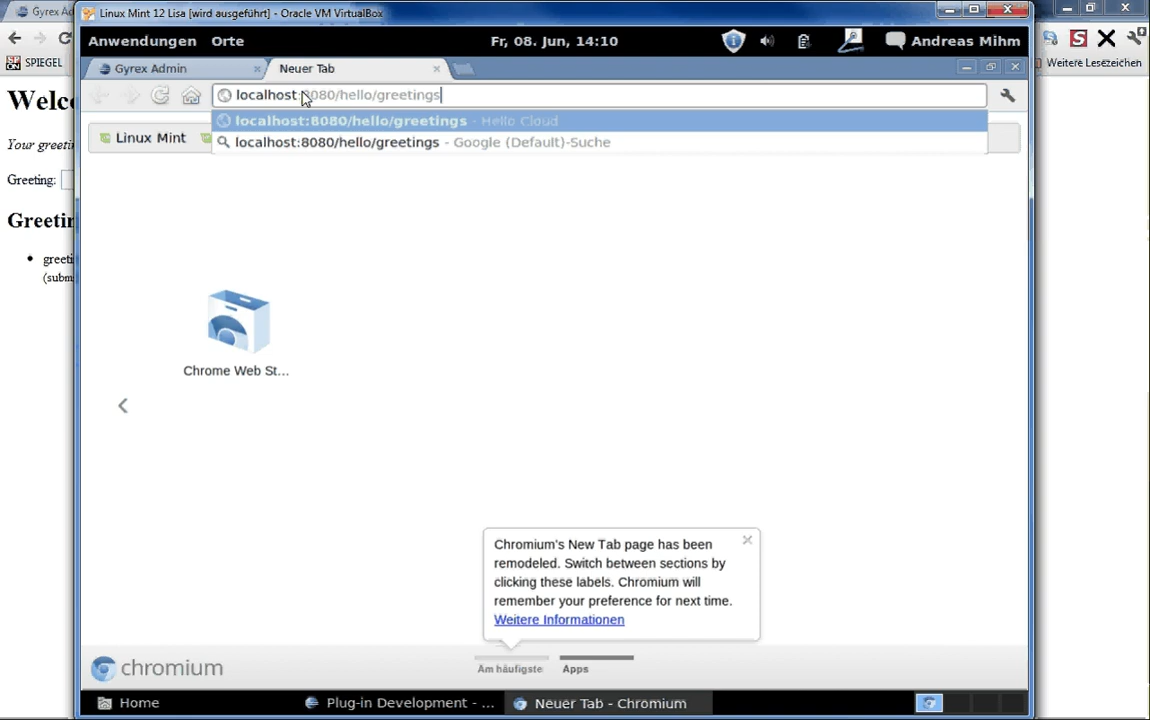 Gyrex Ad
Linux Mint 12 Lisa [wird ausgeführt] - Oracle VM VirtualBox
Anwendungen Orte
Fr, 08. Jun, 14:10
Andreas Mihm
SPIEGEL
Weitere Lesezeichen
Gyrex Admin
Neuer Tab
localhost:8080/hello/greetings
localhost:8080/hello/greetings - Hello Cloud
localhost:8080/hello/greetings - Google (Default)-Suche
Linux Mint
Welc
Your greeti
Greeting:
Greetin
greeti
(subm
Chrome Web St...
Chromium's New Tab page has been
remodeled. Switch between sections by
clicking these labels. Chromium will
remember your preference for next time.
Weitere Informationen
chromium
Am häufigste
Apps
Home
Plug-in Development - ...
Neuer Tab - Chromium